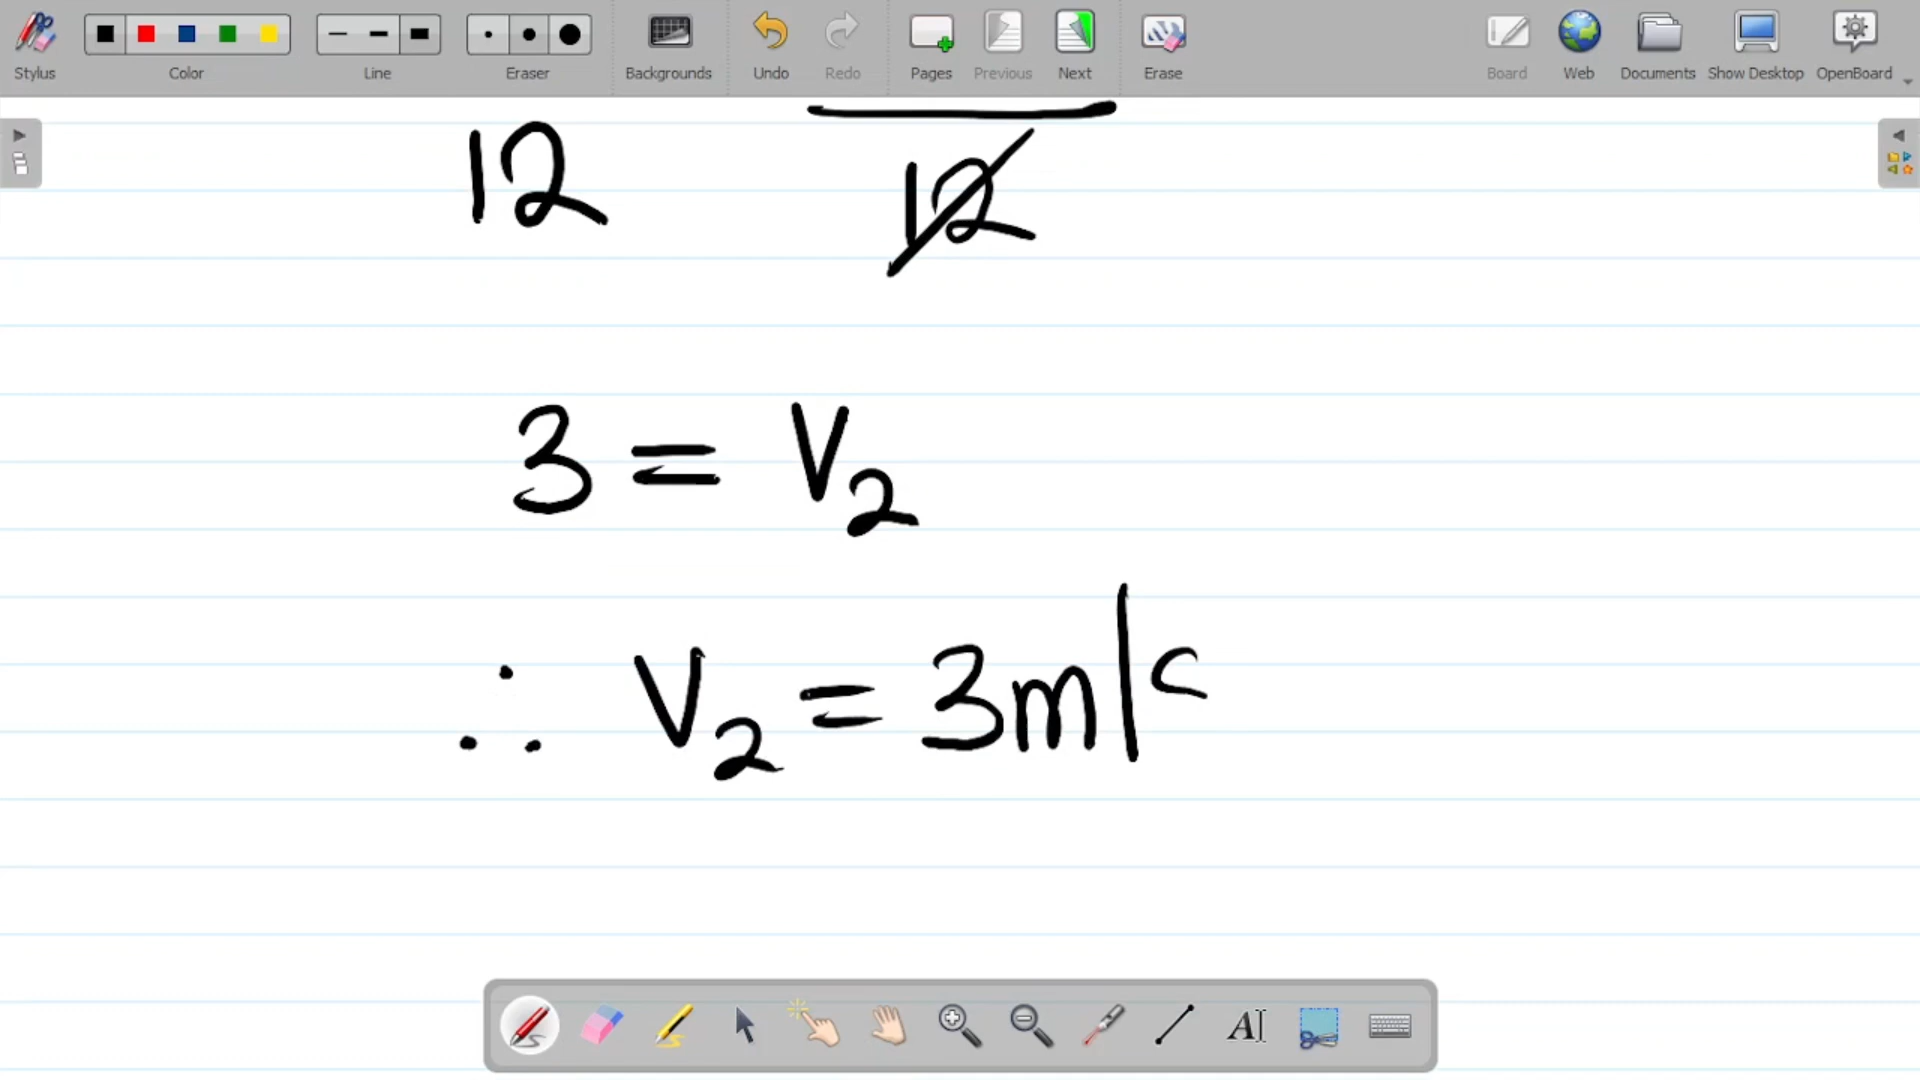 Stylus Color Line Eraser Backgrounds Undo Redo Pages Previous Next Erase Board Web Documents Show Desktop OpenBoard
12 12
3 = V₂
∴ V₂ = 3m/